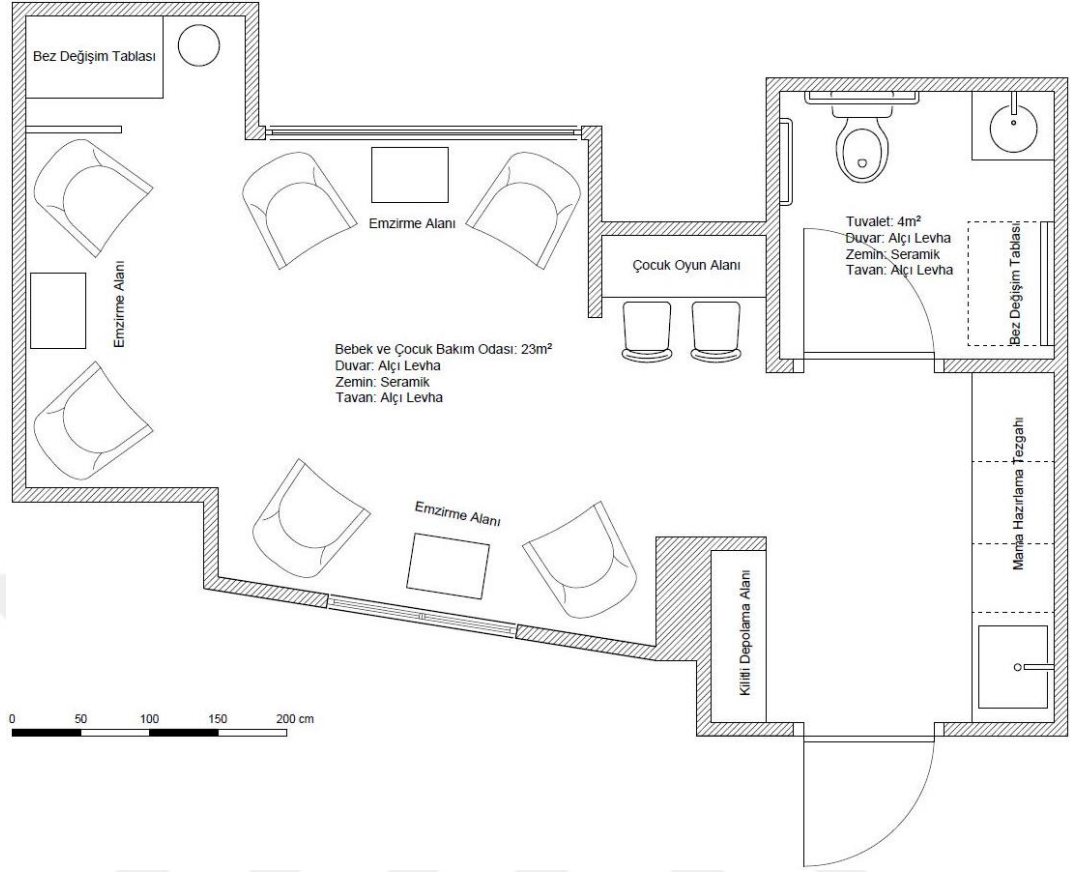 Bez Değişim Tablası
Emzirme Alanı
Emzirme Alanı
Çocuk Oyun Alanı
Tuvalet: 4m²
Duvar: Alçı Levha
Zemin: Seramik
Tavan: Alçı Levha
Bez Değişim Tablası
Bebek ve Çocuk Bakım Odası: 23m²
Duvar: Alçı Levha
Zemin: Seramik
Tavan: Alçı Levha
Emzirme Alanı
Mama Hazırlama Tezgahı
Kilitli Depolama Alanı
0 50 100 150 200 cm